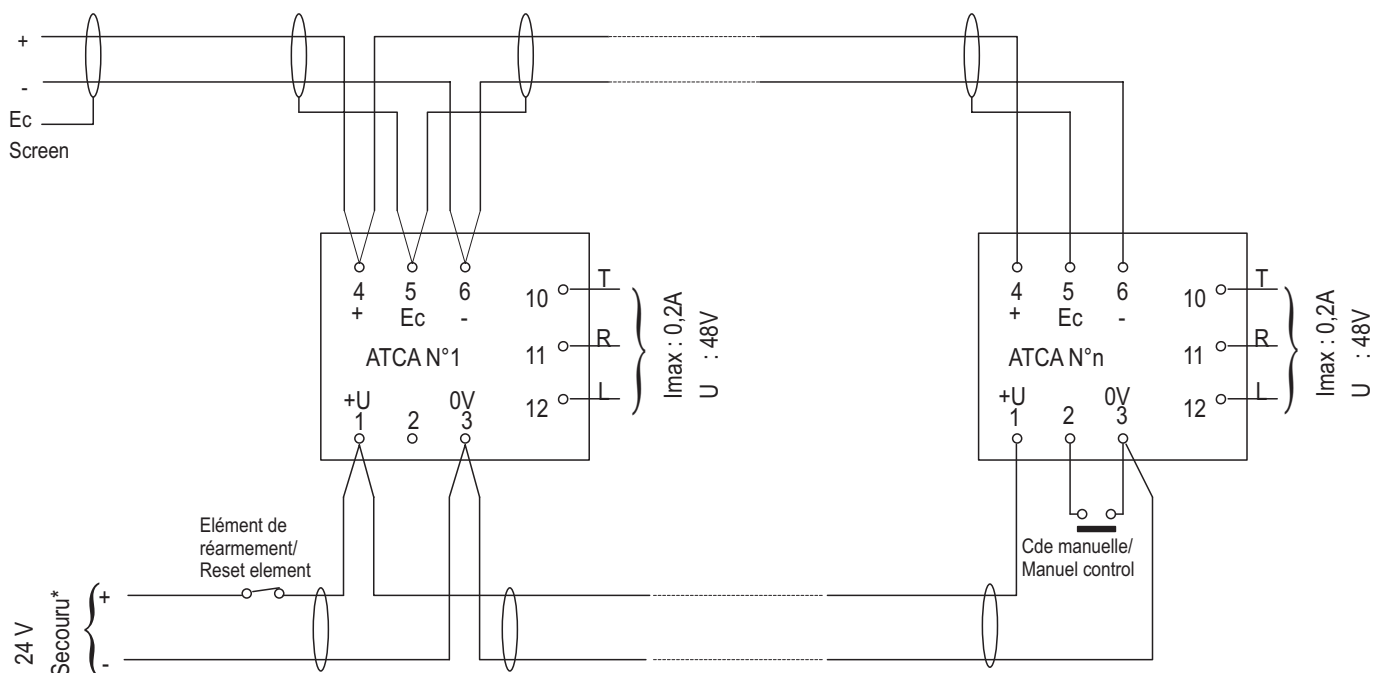 +
-
Ec
Screen
4 5 6
+ Ec -
ATCA N°1
+U 0V
1 2 3
10 T
11 R
12 L
Imax : 0,2A
U : 48V
4 5 6
+ Ec -
ATCA N°n
+U 0V
1 2 3
10 T
11 R
12 L
Imax : 0,2A
U : 48V
Elément de
réarmement/
Reset element
Cde manuelle/
Manuel control
24 V
Secouru*
+
-